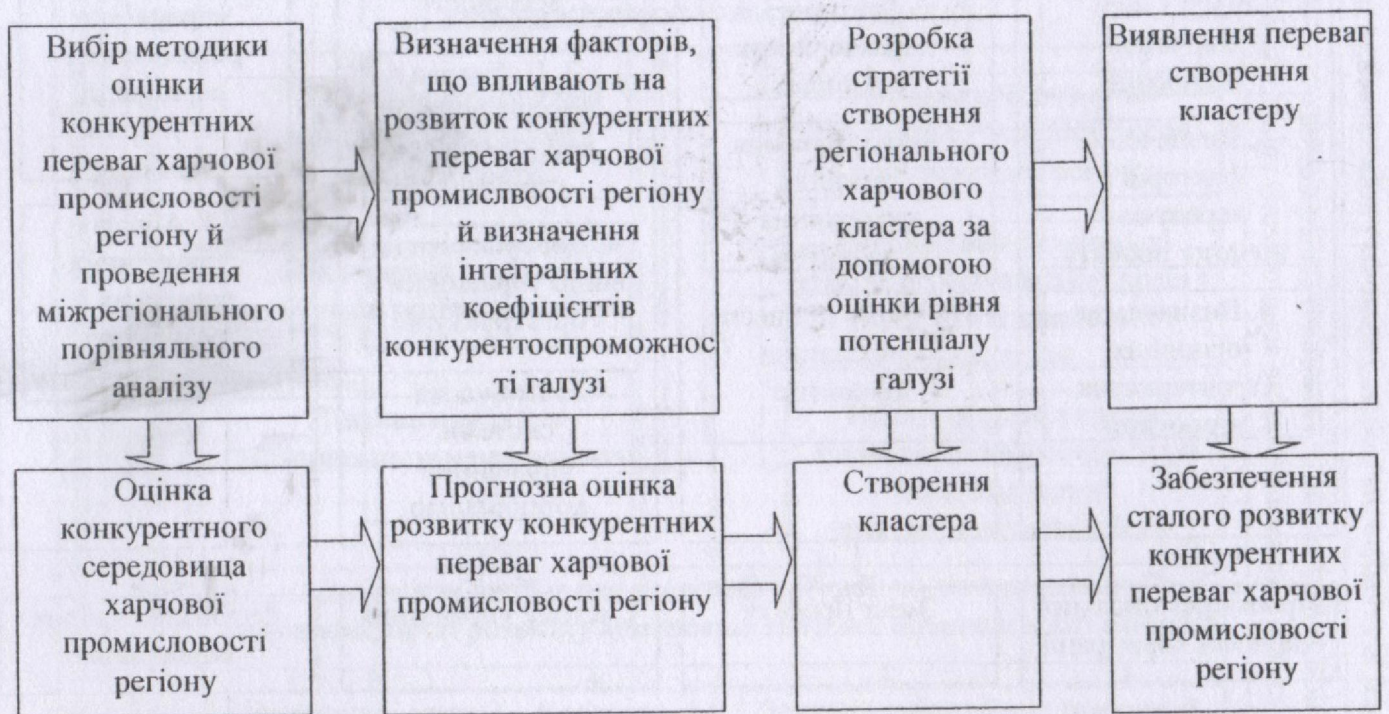 Вибір методики
оцінки
конкурентних
переваг харчової
промисловості
регіону й
проведення
міжрегіонального
порівняльного
аналізу
Визначення факторів,
що впливають на
розвиток конкурентних
переваг харчової
промислвоості регіону
й визначення
інтегральних
коефіцієнтів
конкурентоспроможнос
ті галузі
Розробка
стратегії
створення
регіонального
харчового
кластера за
допомогою
оцінки рівня
потенціалу
галузі
Виявлення переваг
створення
кластеру
Оцінка
конкурентного
середовища
харчової
промисловості
регіону
Прогнозна оцінка
розвитку конкурентних
переваг харчової
промисловості регіону
Створення
кластера
Забезпечення
сталого розвитку
конкурентних
переваг харчової
промисловості
регіону